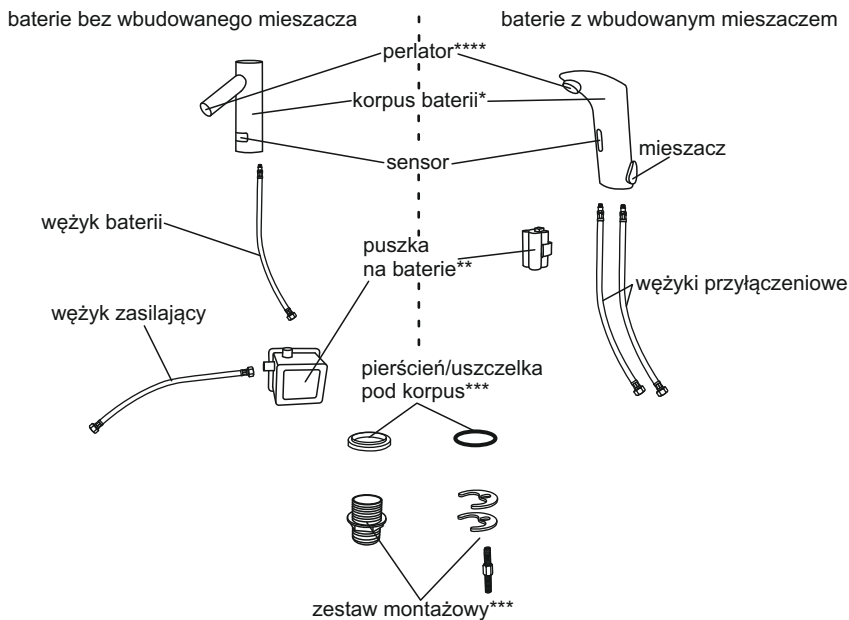 baterie bez wbudowanego mieszacza
baterie z wbudowanym mieszaczem
perlator****
korpus baterii*
sensor
mieszacz
wężyk baterii
puszka
na baterie**
wężyki przyłączeniowe
wężyk zasilający
pierścień/uszczelka
pod korpus***
zestaw montażowy***